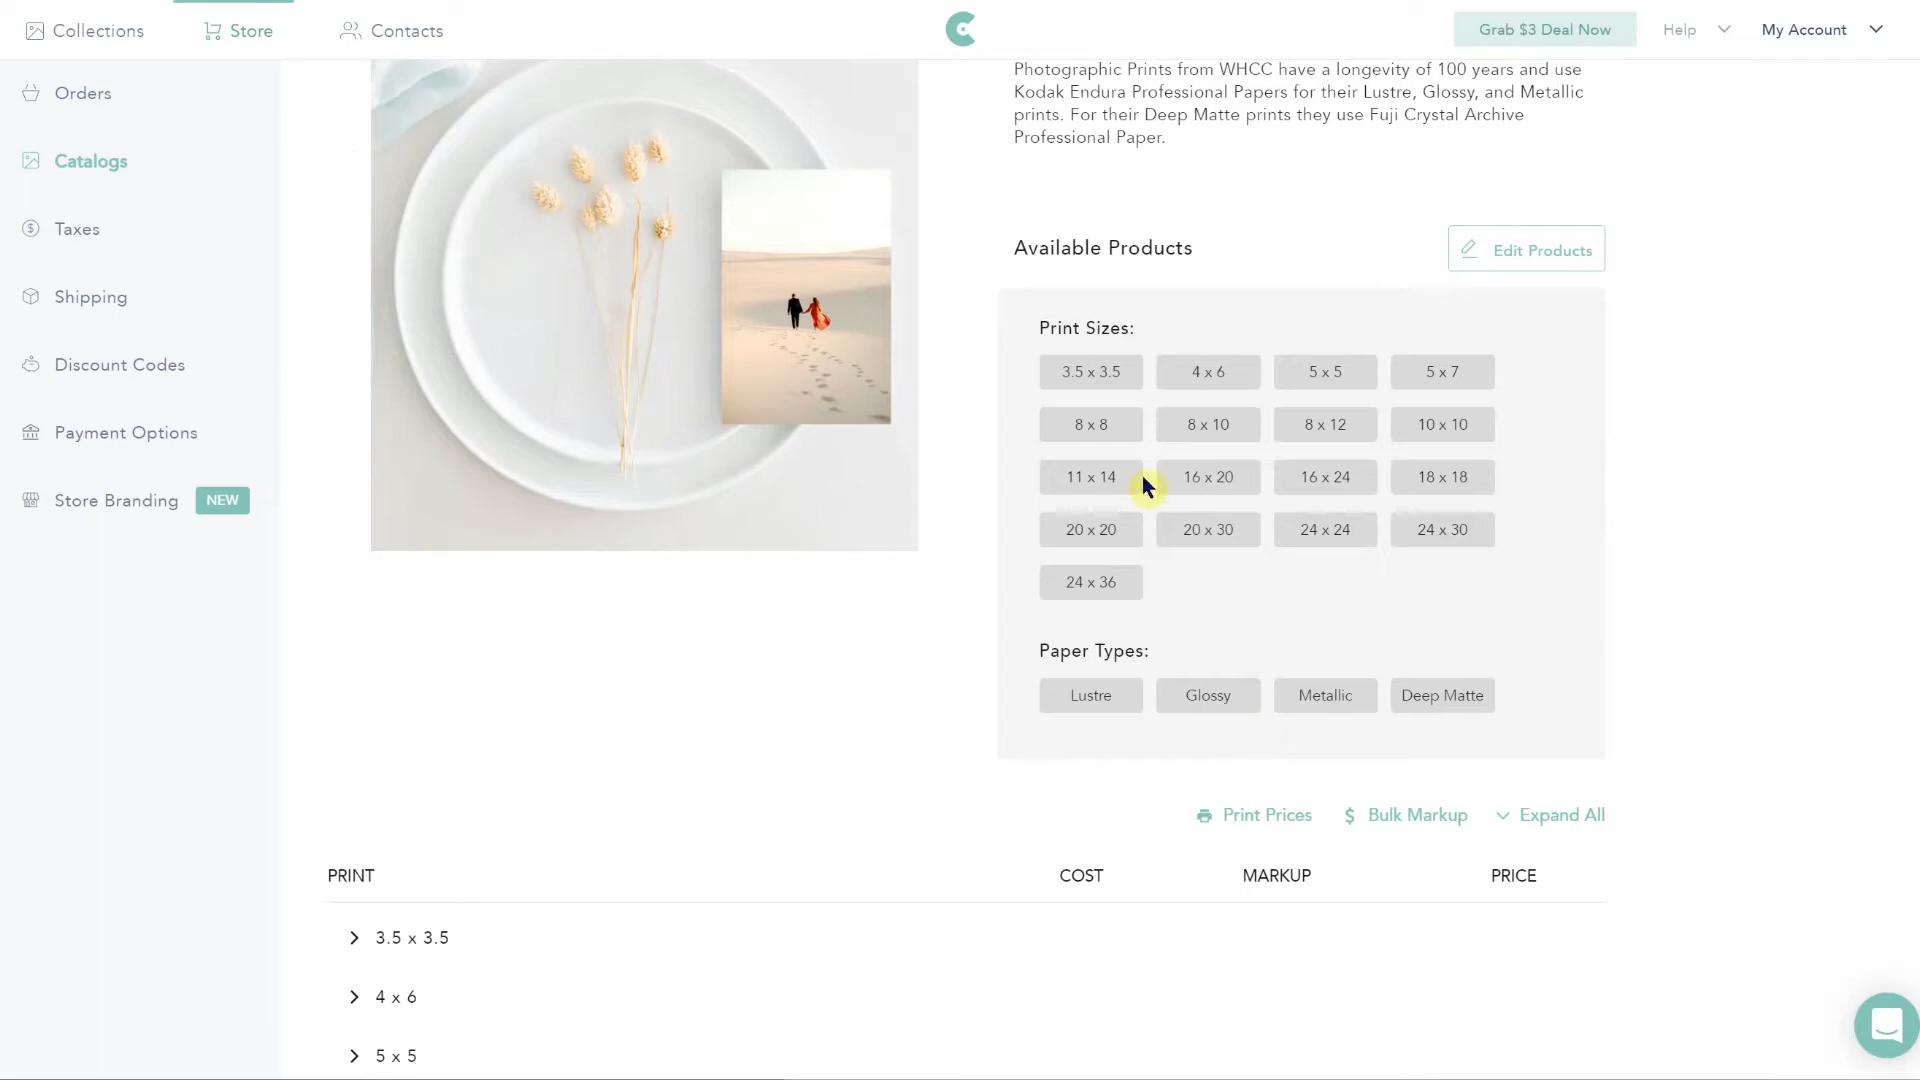 Collections
Store
Contacts
Grab $3 Deal Now
Help
My Account
Orders
Catalogs
Taxes
Shipping
Discount Codes
Payment Options
Store Branding NEW
Photographic Prints from WHCC have a longevity of 100 years and use
Kodak Endura Professional Papers for their Lustre, Glossy, and Metallic
prints. For their Deep Matte prints they use Fuji Crystal Archive
Professional Paper.
Available Products
Edit Products
Print Sizes:
3.5 x 3.5 4 x 6 5 x 5 5 x 7
8 x 8 8 x 10 8 x 12 10 x 10
11 x 14 16 x 20 16 x 24 18 x 18
20 x 20 20 x 30 24 x 24 24 x 30
24 x 36
Paper Types:
Lustre Glossy Metallic Deep Matte
Print Prices $ Bulk Markup Expand All
PRINT COST MARKUP PRICE
3.5 x 3.5
4 x 6
5 x 5